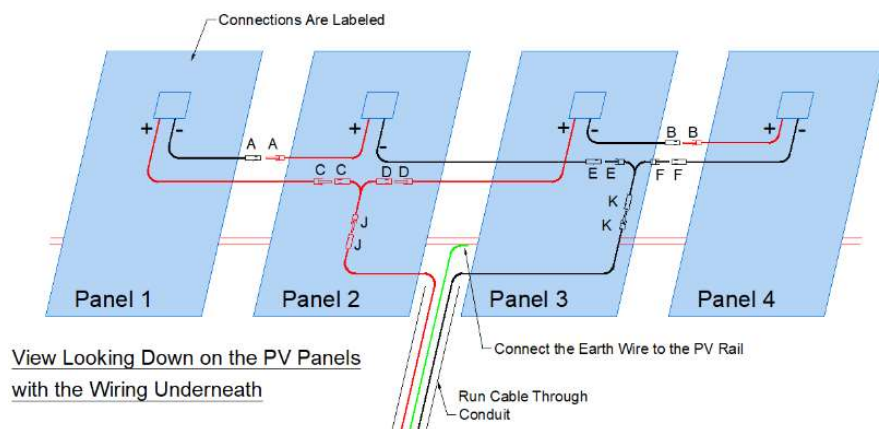 Connections Are Labeled
+ - A A + -
B B + -
+ -
C C D D E E F F
J
J
K
K
Panel 1 Panel 2 Panel 3 Panel 4
View Looking Down on the PV Panels
with the Wiring Underneath
Connect the Earth Wire to the PV Rail
Run Cable Through
Conduit